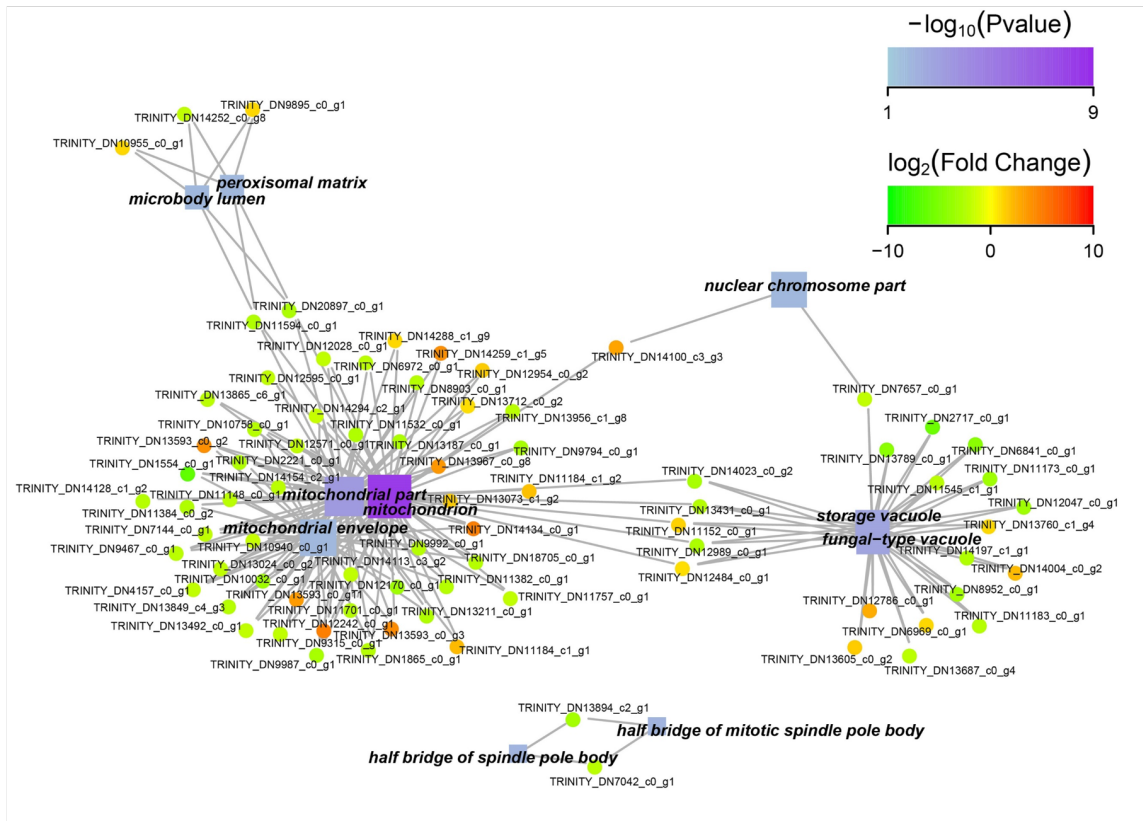 −log₁₀(Pvalue)
1 9
log₂(Fold Change)
−10 0 10
TRINITY_DN9895_c0_g1
TRINITY_DN14252_c0_g8
TRINITY_DN10955_c0_g1
peroxisomal matrix
microbody lumen
nuclear chromosome part
TRINITY_DN20897_c0_g1
TRINITY_DN11594_c0_g1
TRINITY_DN14288_c1_g9
TRINITY_DN12028_c0_g1
TRINITY_DN14259_c1_g5
TRINITY_DN14100_c3_g3
TRINITY_DN6972_c0_g1
TRINITY_DN12954_c0_g2
TRINITY_DN12595_c0_g1
TRINITY_DN8903_c0_g1
TRINITY_DN7657_c0_g1
TRINITY_DN13865_c6_g1
TRINITY_DN13712_c0_g2
TRINITY_DN14294_c2_g1
TRINITY_DN13956_c1_g8
TRINITY_DN2717_c0_g1
TRINITY_DN10758_c0_g1
TRINITY_DN11532_c0_g1
TRINITY_DN13593_c0_g2
TRINITY_DN12571_c0_g1
TRINITY_DN13187_c0_g1
TRINITY_DN9794_c0_g1
TRINITY_DN13789_c0_g1
TRINITY_DN6841_c0_g1
TRINITY_DN2221_c0_g1
TRINITY_DN13967_c0_g8
TRINITY_DN1554_c0_g1
TRINITY_DN14154_c2_g1
TRINITY_DN11184_c1_g2
TRINITY_DN14023_c0_g2
TRINITY_DN11173_c0_g1
TRINITY_DN14128_c1_g2
TRINITY_DN11148_c0_g1
mitochondrial part
TRINITY_DN13073_c1_g2
TRINITY_DN11545_c1_g1
TRINITY_DN12047_c0_g1
TRINITY_DN11384_c0_g2
mitochondrion
TRINITY_DN13431_c0_g1
storage vacuole
TRINITY_DN13760_c1_g4
TRINITY_DN7144_c0_g1
mitochondrial envelope
TRINITY_DN14134_c0_g1
TRINITY_DN11152_c0_g1
fungal−type vacuole
TRINITY_DN9467_c0_g1
TRINITY_DN10940_c0_g1
TRINITY_DN9992_c0_g1
TRINITY_DN12989_c0_g1
TRINITY_DN14197_c1_g1
TRINITY_DN13024_c0_g2
TRINITY_DN14113_c3_g2
TRINITY_DN18705_c0_g1
TRINITY_DN14004_c0_g2
TRINITY_DN10032_c0_g1
TRINITY_DN12170_c0_g1
TRINITY_DN11382_c0_g1
TRINITY_DN12484_c0_g1
TRINITY_DN4157_c0_g1
TRINITY_DN8952_c0_g1
TRINITY_DN11757_c0_g1
TRINITY_DN12786_c0_g1
TRINITY_DN13849_c4_g3
TRINITY_DN11701_c0_g1
TRINITY_DN13211_c0_g1
TRINITY_DN11183_c0_g1
TRINITY_DN13492_c0_g1
TRINITY_DN12242_c0_g1
TRINITY_DN13593_c0_g3
TRINITY_DN6969_c0_g1
TRINITY_DN9315_c0_g1
TRINITY_DN11184_c1_g1
TRINITY_DN13605_c0_g2
TRINITY_DN9987_c0_g1
TRINITY_DN1865_c0_g1
TRINITY_DN13687_c0_g4
TRINITY_DN13894_c2_g1
half bridge of mitotic spindle pole body
half bridge of spindle pole body
TRINITY_DN7042_c0_g1